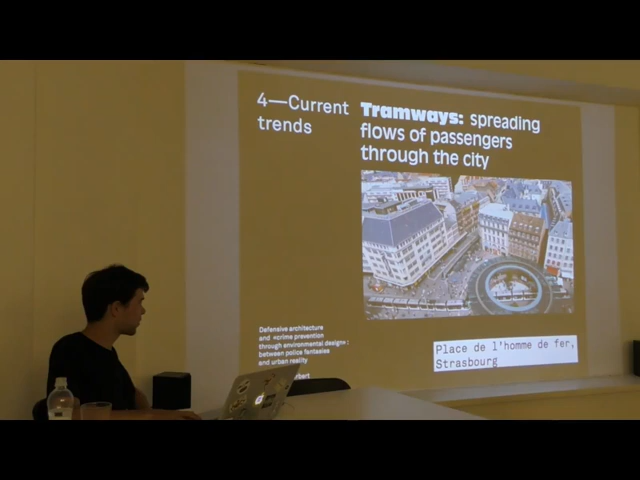 4—Current
trends
Tramways: spreading
flows of passengers
through the city
Defensive architecture
and «crime prevention
through environmental design» :
between police fantasies
and urban reality
Place de l'homme de fer,
Strasbourg